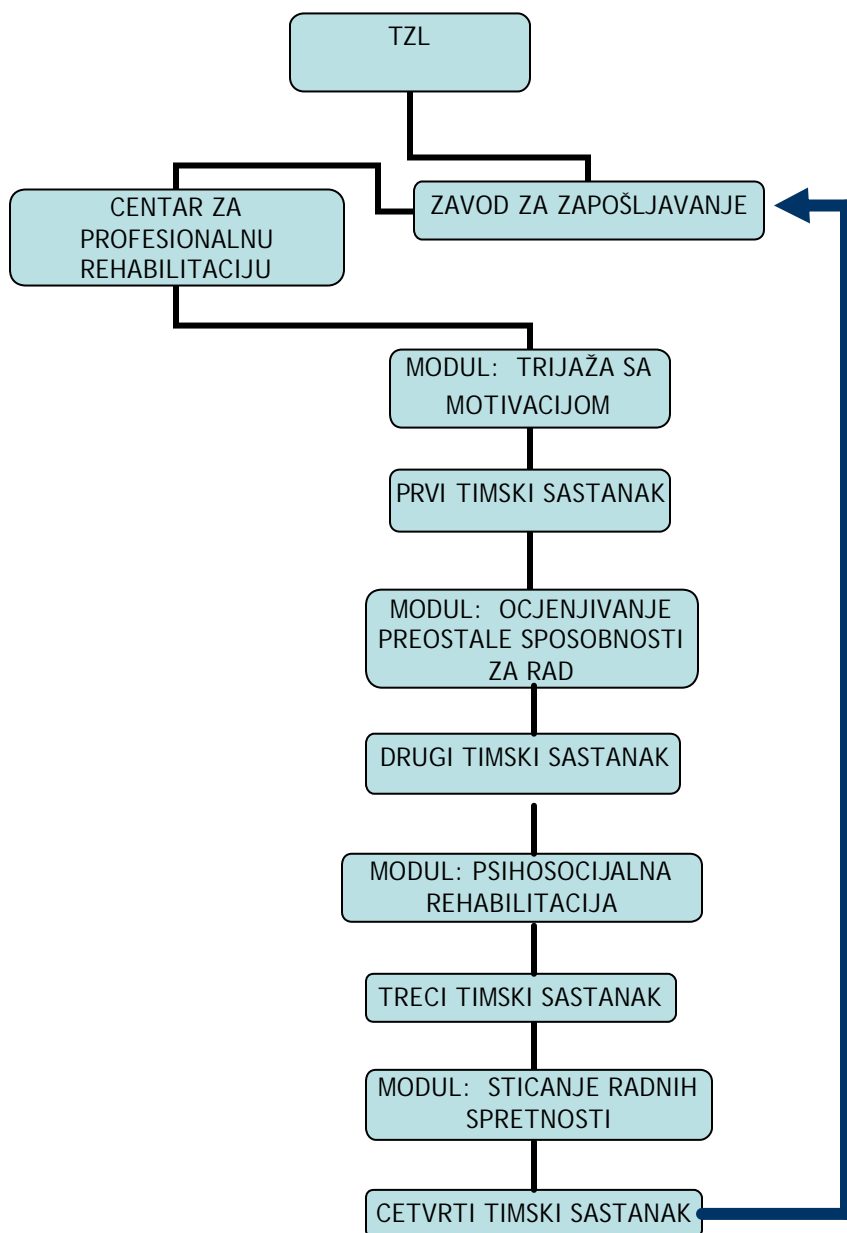 TZL
ZAVOD ZA ZAPOŠLJAVANJE
CENTAR ZA
PROFESIONALNU
REHABILITACIJU
MODUL: TRIJAŽA SA
MOTIVACIJOM
PRVI TIMSKI SASTANAK
MODUL: OCJENJIVANJE
PREOSTALE SPOSOBNOSTI
ZA RAD
DRUGI TIMSKI SASTANAK
MODUL: PSIHOSOCIJALNA
REHABILITACIJA
TRECI TIMSKI SASTANAK
MODUL: STICANJE RADNIH
SPRETNOSTI
CETVRTI TIMSKI SASTANAK